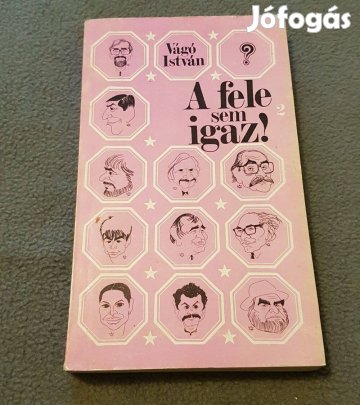 Jófogás
Vágó
István
?
A fele
sem
igaz!
2